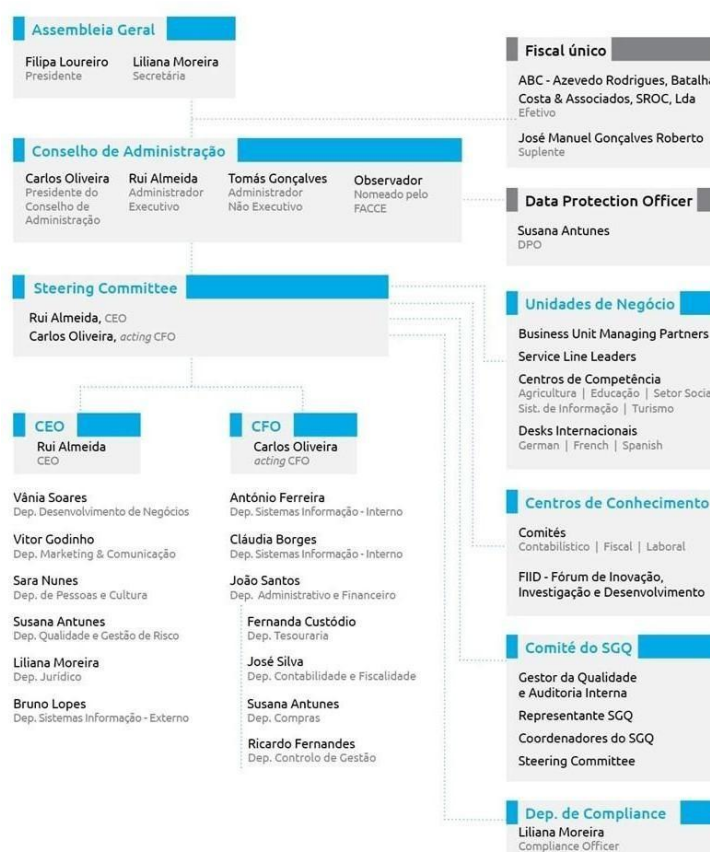 Assembleia Geral
Filipa Loureiro
Presidente
Liliana Moreira
Secretária
Fiscal único
ABC - Azevedo Rodrigues, Batalha
Costa & Associados, SROC, Lda
Efetivo
José Manuel Gonçalves Roberto
Suplente
Conselho de Administração
Carlos Oliveira
Presidente do
Conselho de
Administração
Rui Almeida
Administrador
Executivo
Tomás Gonçalves
Administrador
Não Executivo
Observador
Nomeado pelo
FACCE
Data Protection Officer
Susana Antunes
DPO
Steering Committee
Rui Almeida, CEO
Carlos Oliveira, acting CFO
Unidades de Negócio
Business Unit Managing Partners
Service Line Leaders
Centros de Competência
Agricultura | Educação | Setor Socia
Sist. de Informação | Turismo
Desks Internacionais
German | French | Spanish
CEO
Rui Almeida
CEO
Vânia Soares
Dep. Desenvolvimento de Negócios
Vitor Godinho
Dep. Marketing & Comunicação
Sara Nunes
Dep. de Pessoas e Cultura
Susana Antunes
Dep. Qualidade e Gestão de Risco
Liliana Moreira
Dep. Jurídico
Bruno Lopes
Dep. Sistemas Informação - Externo
CFO
Carlos Oliveira
acting CFO
António Ferreira
Dep. Sistemas Informação - Interno
Cláudia Borges
Dep. Sistemas Informação - Interno
João Santos
Dep. Administrativo e Financeiro
Fernanda Custódio
Dep. Tesouraria
José Silva
Dep. Contabilidade e Fiscalidade
Susana Antunes
Dep. Compras
Ricardo Fernandes
Dep. Controlo de Gestão
Centros de Conhecimento
Comités
Contabilístico | Fiscal | Laboral
FIID - Fórum de Inovação,
Investigação e Desenvolvimento
Comité do SGQ
Gestor da Qualidade
e Auditoria Interna
Representante SGQ
Coordenadores do SGQ
Steering Committee
Dep. de Compliance
Liliana Moreira
Compliance Officer